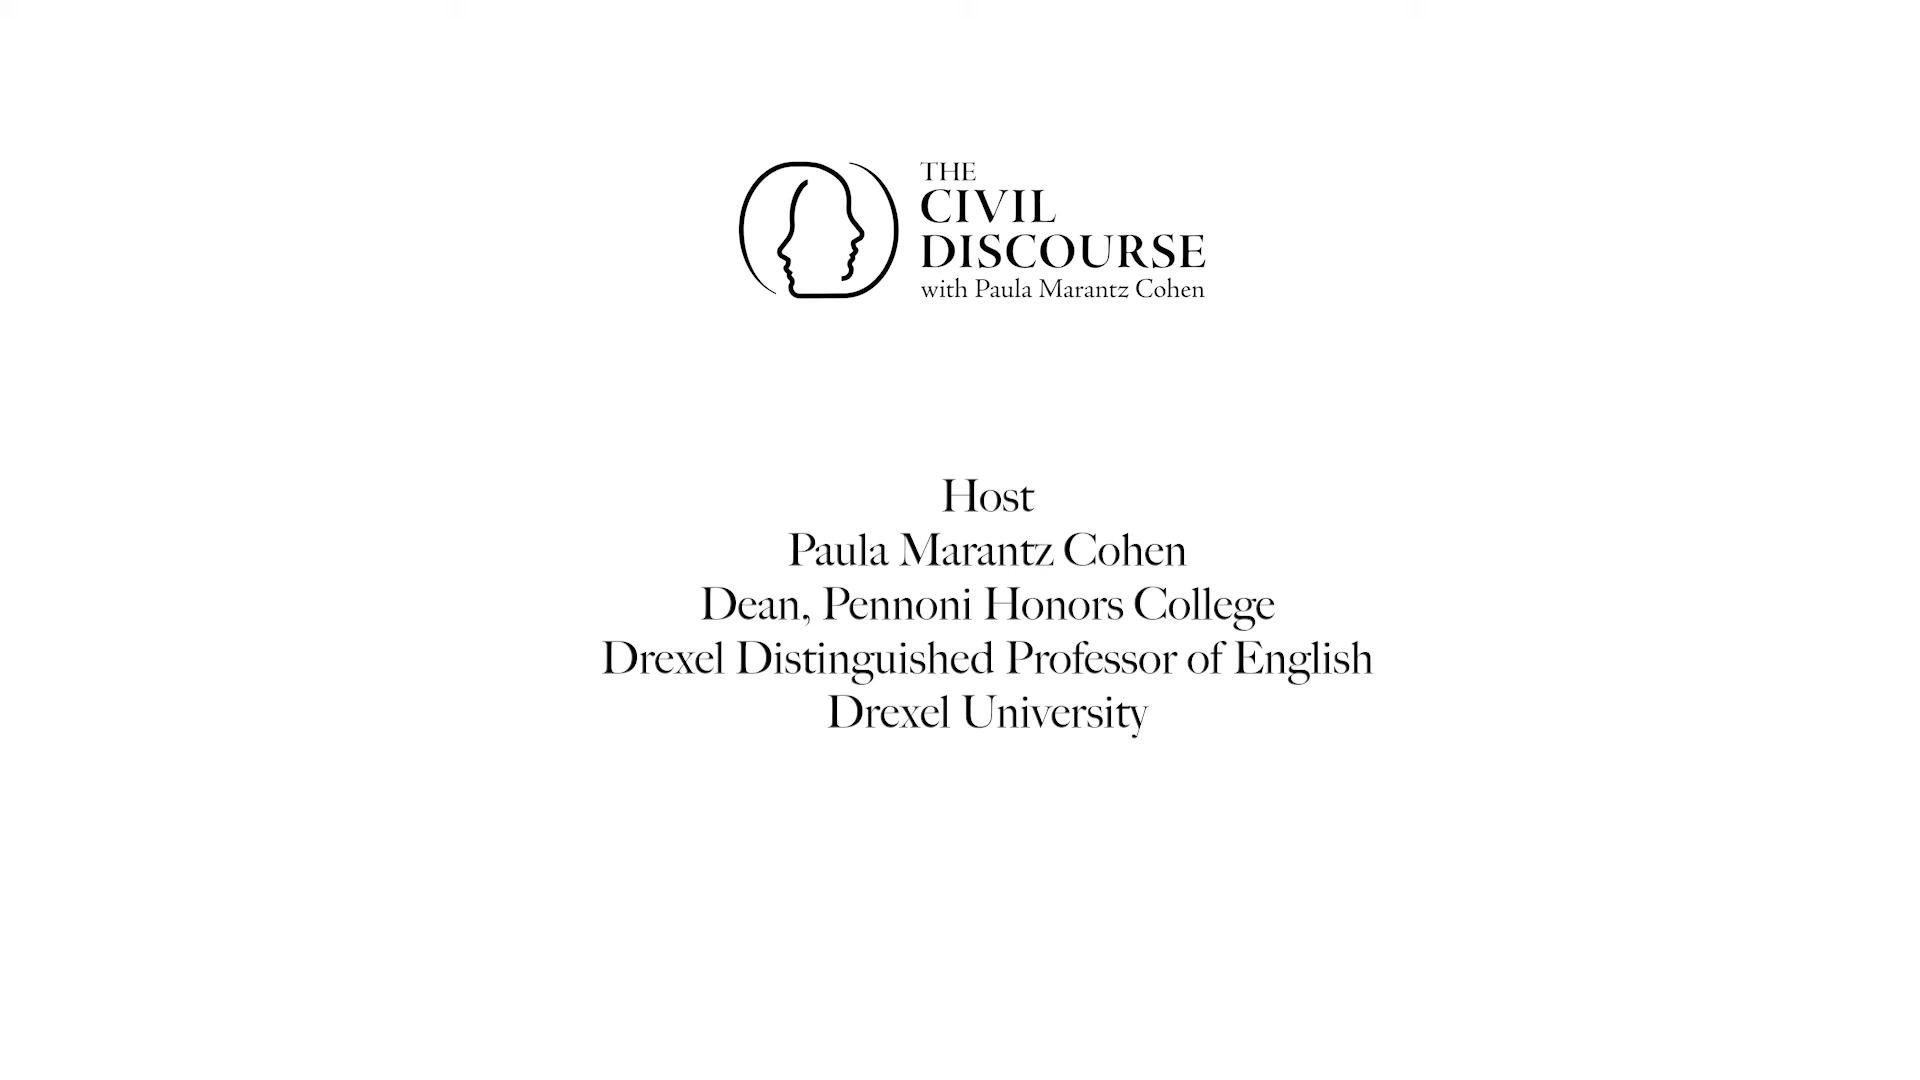 THE
CIVIL
DISCOURSE
with Paula Marantz Cohen
Host
Paula Marantz Cohen
Dean, Pennoni Honors College
Drexel Distinguished Professor of English
Drexel University